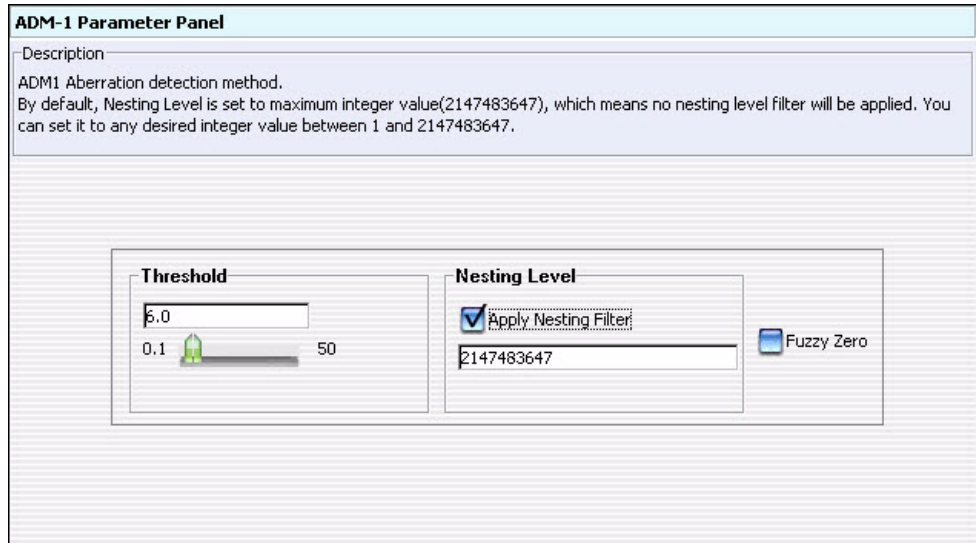 ADM-1 Parameter Panel
Description
ADM1 Aberration detection method.
By default, Nesting Level is set to maximum integer value(2147483647), which means no nesting level filter will be applied. You
can set it to any desired integer value between 1 and 2147483647.
Threshold
6.0
0.1 50
Nesting Level
Apply Nesting Filter
2147483647
Fuzzy Zero